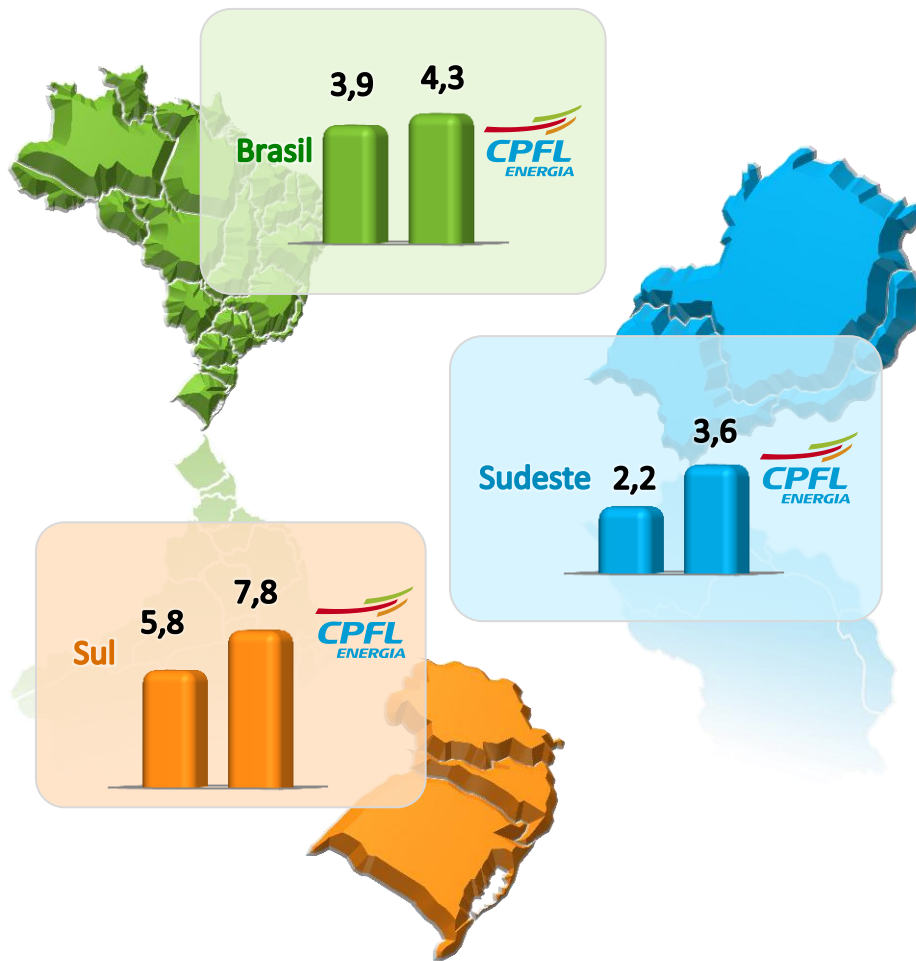 3,9
4,3
Brasil
CPFL
ENERGIA
3,6
Sudeste
2,2
CPFL
ENERGIA
7,8
5,8
Sul
CPFL
ENERGIA